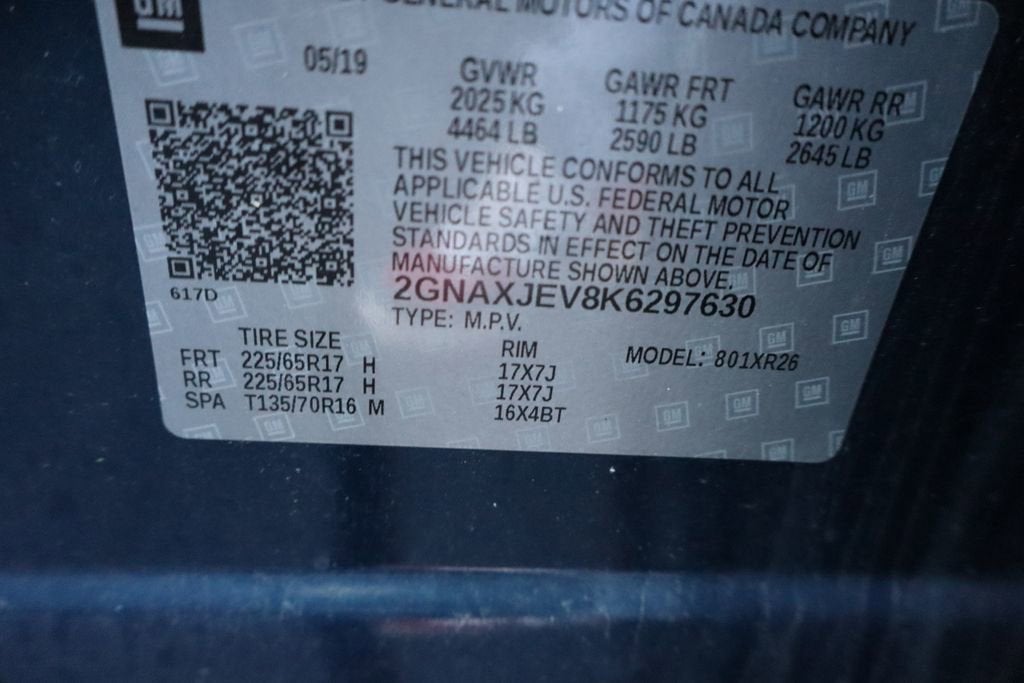 GM
GENERAL MOTORS OF CANADA COMPANY
05/19
GVWR
2025 KG
4464 LB
GAWR FRT
1175 KG
2590 LB
GAWR RR
1200 KG
2645 LB
THIS VEHICLE CONFORMS TO ALL
APPLICABLE U.S. FEDERAL MOTOR
VEHICLE SAFETY AND THEFT PREVENTION
STANDARDS IN EFFECT ON THE DATE OF
MANUFACTURE SHOWN ABOVE.
617D
2GNAXJEV8K6297630
TYPE: M.P.V.
TIRE SIZE RIM MODEL: 801XR26
FRT 225/65R17 H 17X7J
RR 225/65R17 H 17X7J
SPA T135/70R16 M 16X4BT